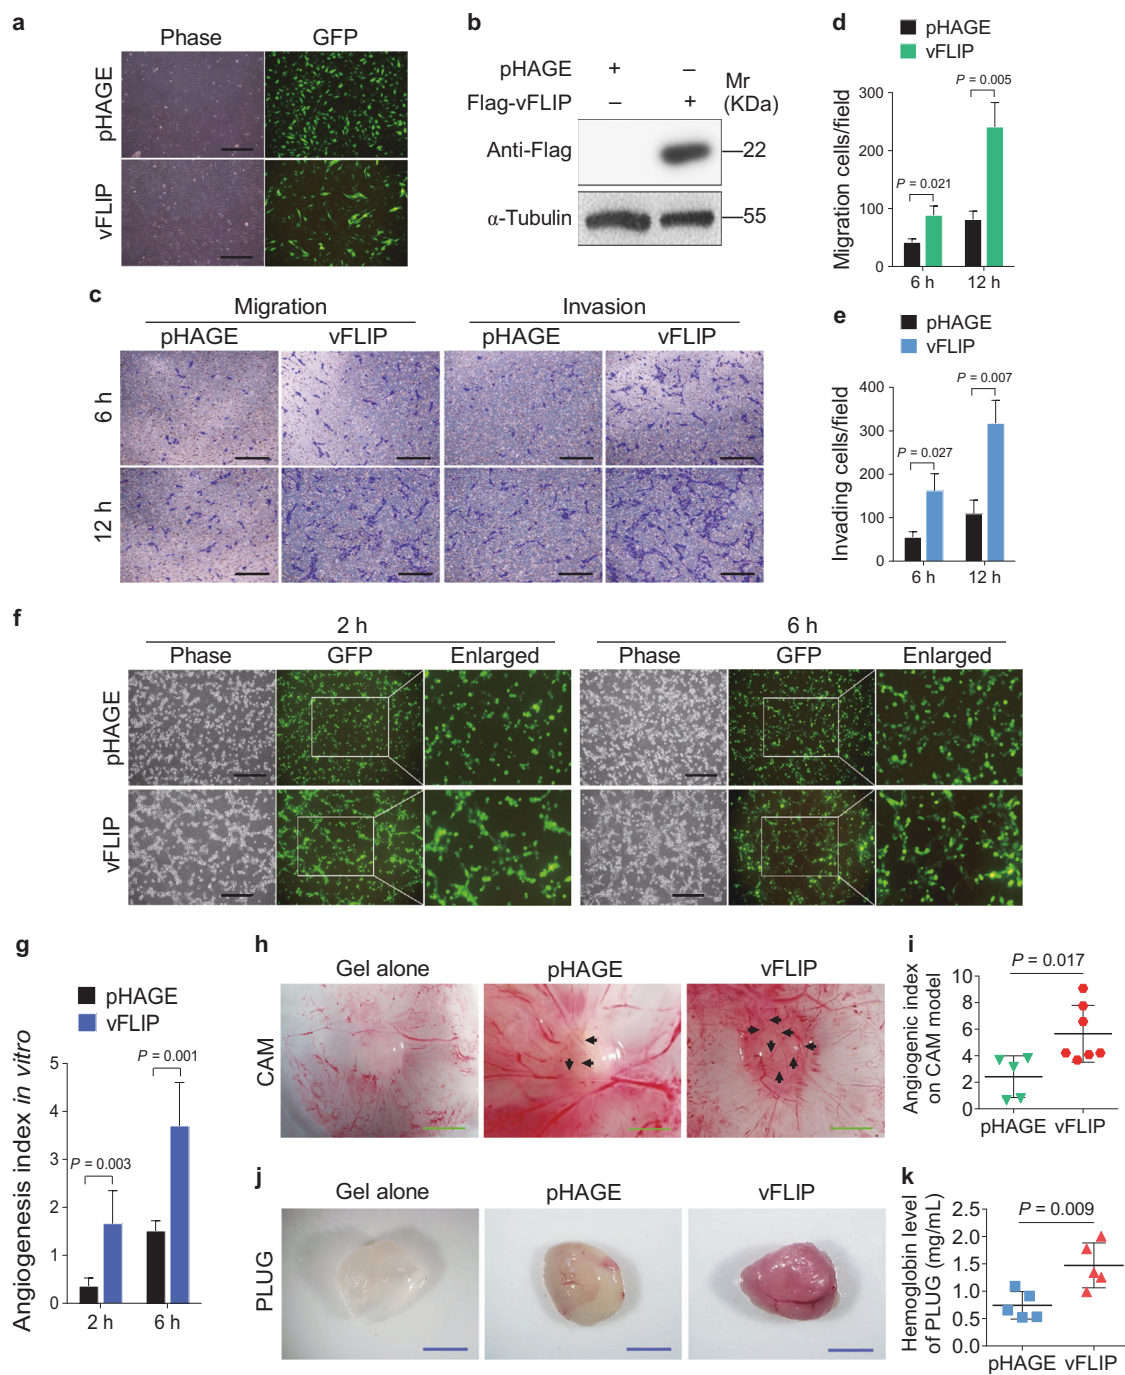 a
Phase GFP
pHAGE
vFLIP
b
pHAGE + –
Flag-vFLIP – +
Mr
(KDa)
Anti-Flag 22
α-Tubulin 55
c
Migration Invasion
pHAGE vFLIP pHAGE vFLIP
6 h
12 h
d
pHAGE
vFLIP
Migration cells/field
300
200
100
0
P = 0.021
P = 0.005
6 h 12 h
e
pHAGE
vFLIP
Invading cells/field
400
300
200
100
0
P = 0.027
P = 0.007
6 h 12 h
f
2 h 6 h
Phase GFP Enlarged Phase GFP Enlarged
pHAGE
vFLIP
g
pHAGE
vFLIP
Angiogenesis index in vitro
5
4
3
2
1
0
P = 0.003
P = 0.001
2 h 6 h
h
Gel alone pHAGE vFLIP
CAM
i
P = 0.017
Angiogenic index
on CAM model
10
8
6
4
2
0
pHAGE vFLIP
j
Gel alone pHAGE vFLIP
PLUG
k
P = 0.009
Hemoglobin level
of PLUG (mg/mL)
2.5
2.0
1.5
1.0
0.5
0.0
pHAGE vFLIP